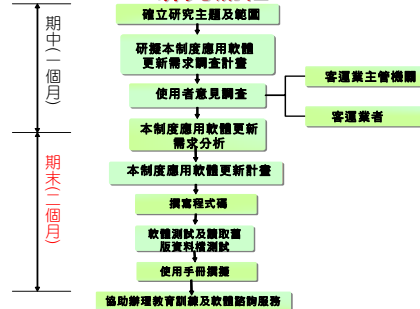 確立研究主題及範圍
研擬本制度應用軟體
更新需求調查計畫
使用者意見調查
客運業主管機關
客運業者
本制度應用軟體更新
需求分析
本制度應用軟體更新計畫
撰寫程式碼
軟體測試及讀取舊
版資料檔測試
使用手冊撰擬
協助辦理教育訓練及軟體諮詢服務
期中(一個月)
期末(二個月)